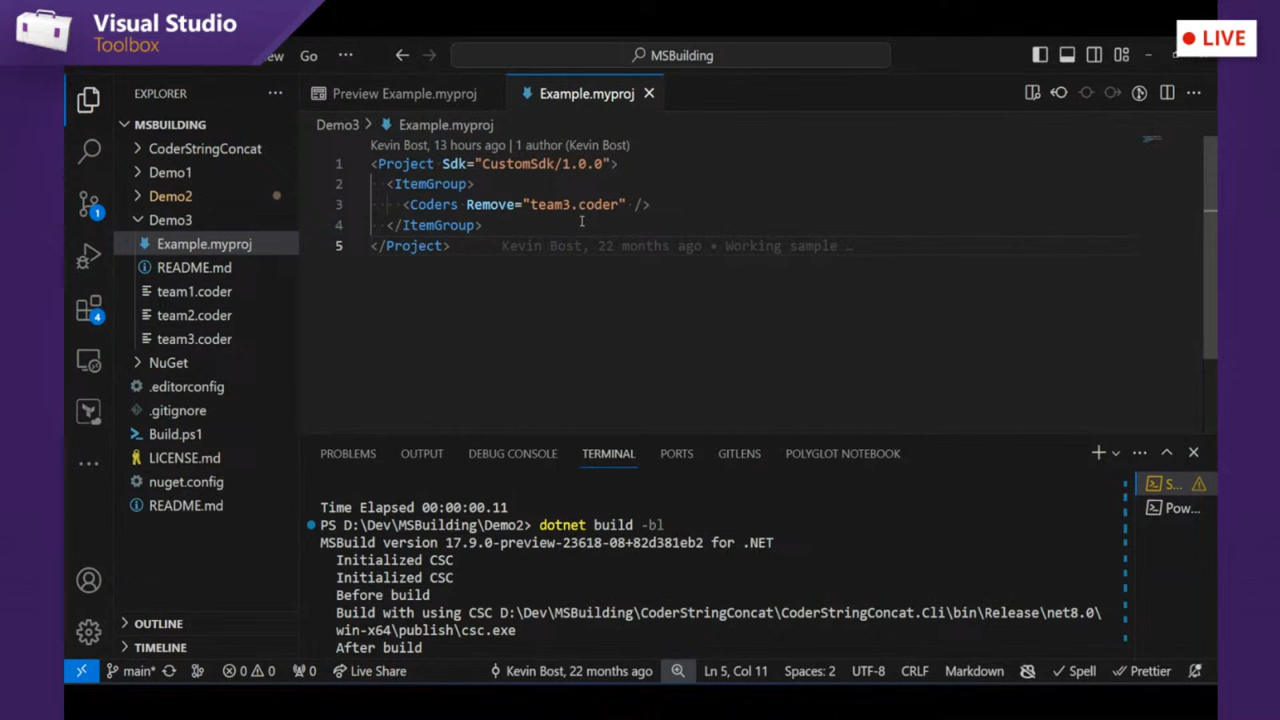 Visual Studio
Toolbox
LIVE
ew
Go
···
MSBuilding
EXPLORER
···
Preview Example.myproj
Example.myproj
···
MSBUILDING
CoderStringConcat
Demo1
Demo2
Demo3
Example.myproj
README.md
team1.coder
team2.coder
team3.coder
NuGet
.editorconfig
.gitignore
Build.ps1
LICENSE.md
nuget.config
README.md
OUTLINE
TIMELINE
1
4
Demo3 > Example.myproj
Kevin Bost, 13 hours ago | 1 author (Kevin Bost)
1 <Project Sdk="CustomSdk/1.0.0">
2 <ItemGroup>
3 <Coders Remove="team3.coder" />
4 </ItemGroup>
5 </Project> Kevin Bost, 22 months ago • Working sample …
PROBLEMS OUTPUT DEBUG CONSOLE TERMINAL PORTS GITLENS POLYGLOT NOTEBOOK
Time Elapsed 00:00:00.11
PS D:\Dev\MSBuilding\Demo2> dotnet build -bl
MSBuild version 17.9.0-preview-23618-08+82d381eb2 for .NET
Initialized CSC
Initialized CSC
Before build
Build with using CSC D:\Dev\MSBuilding\CoderStringConcat\CoderStringConcat.Cli\bin\Release\net8.0\
win-x64\publish\csc.exe
After build
S...
Pow...
main* 0 0 0 Live Share Kevin Bost, 22 months ago Ln 5, Col 11 Spaces: 2 UTF-8 CRLF Markdown Spell Prettier